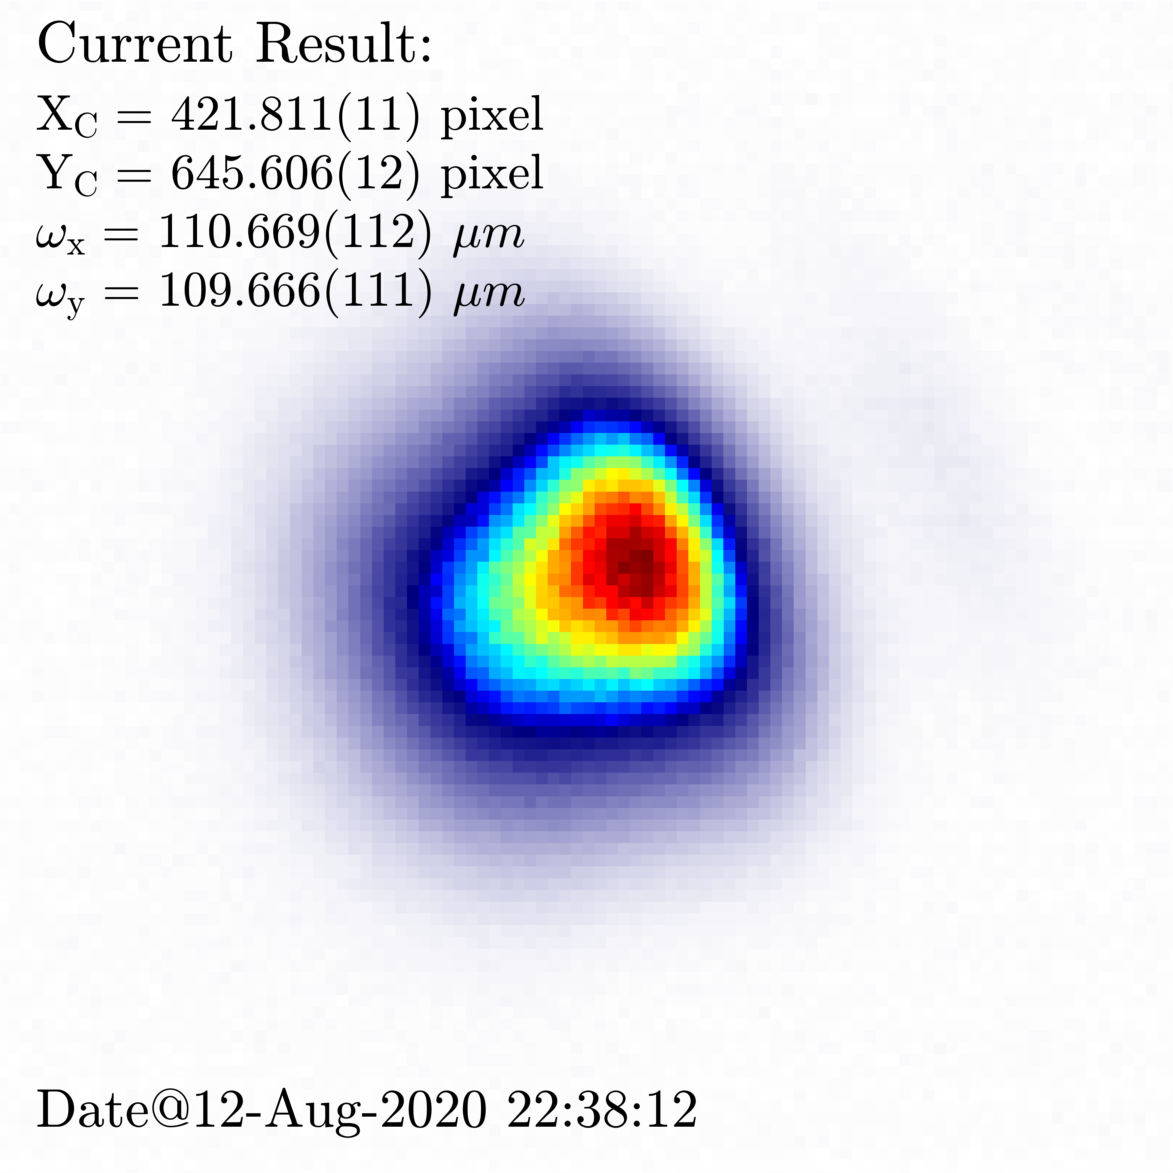 Current Result:
X_C = 421.811(11) pixel
Y_C = 645.606(12) pixel
ω_x = 110.669(112) μm
ω_y = 109.666(111) μm
Date@12-Aug-2020 22:38:12